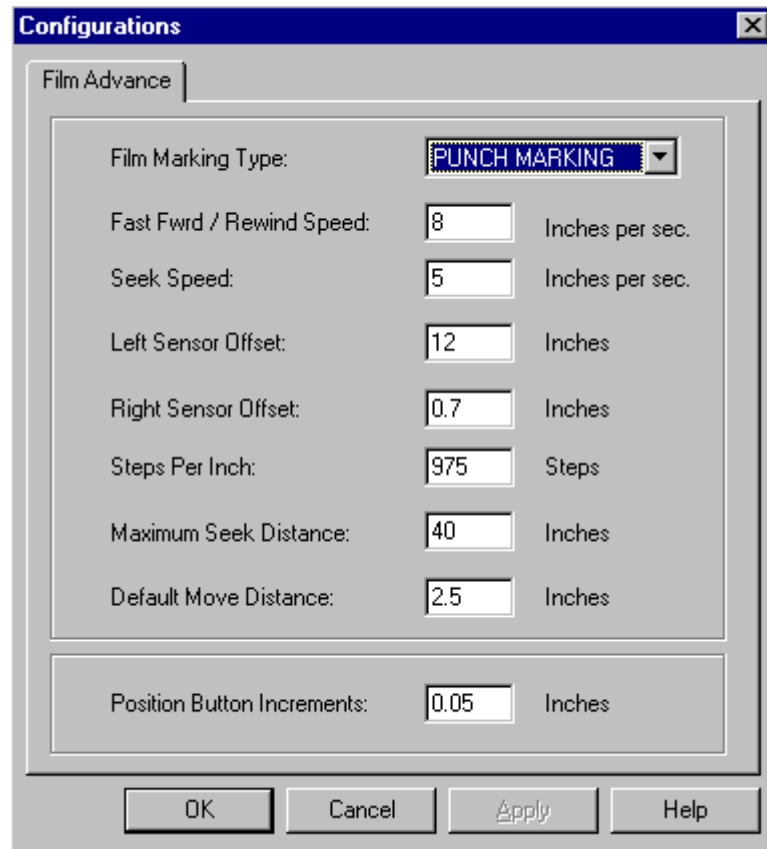 Configurations
Film Advance
Film Marking Type: PUNCH MARKING
Fast Fwrd / Rewind Speed: 8 Inches per sec.
Seek Speed: 5 Inches per sec.
Left Sensor Offset: 12 Inches
Right Sensor Offset: 0.7 Inches
Steps Per Inch: 975 Steps
Maximum Seek Distance: 40 Inches
Default Move Distance: 2.5 Inches
Position Button Increments: 0.05 Inches
OK Cancel Apply Help